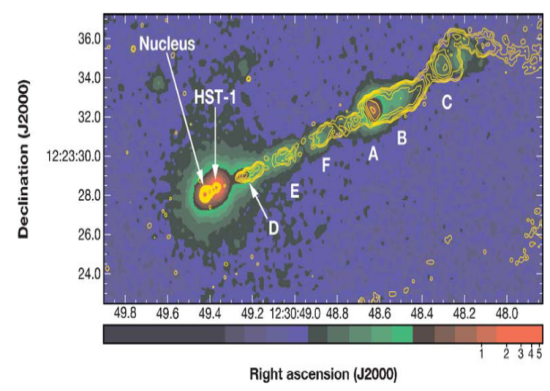 36.0
34.0
32.0
12:23:30.0
28.0
26.0
24.0
Declination (J2000)
Nucleus
HST-1
D
E
F
A
B
C
49.8 49.6 49.4 49.2 12:30:49.0 48.8 48.6 48.4 48.2 48.0
1 2 3 4 5
Right ascension (J2000)